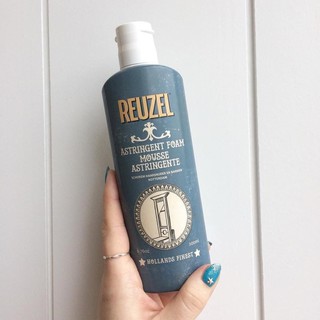 REUZEL
ASTRINGENT FOAM
MOUSSE
ASTRINGENTE
HOLLANDS FINEST